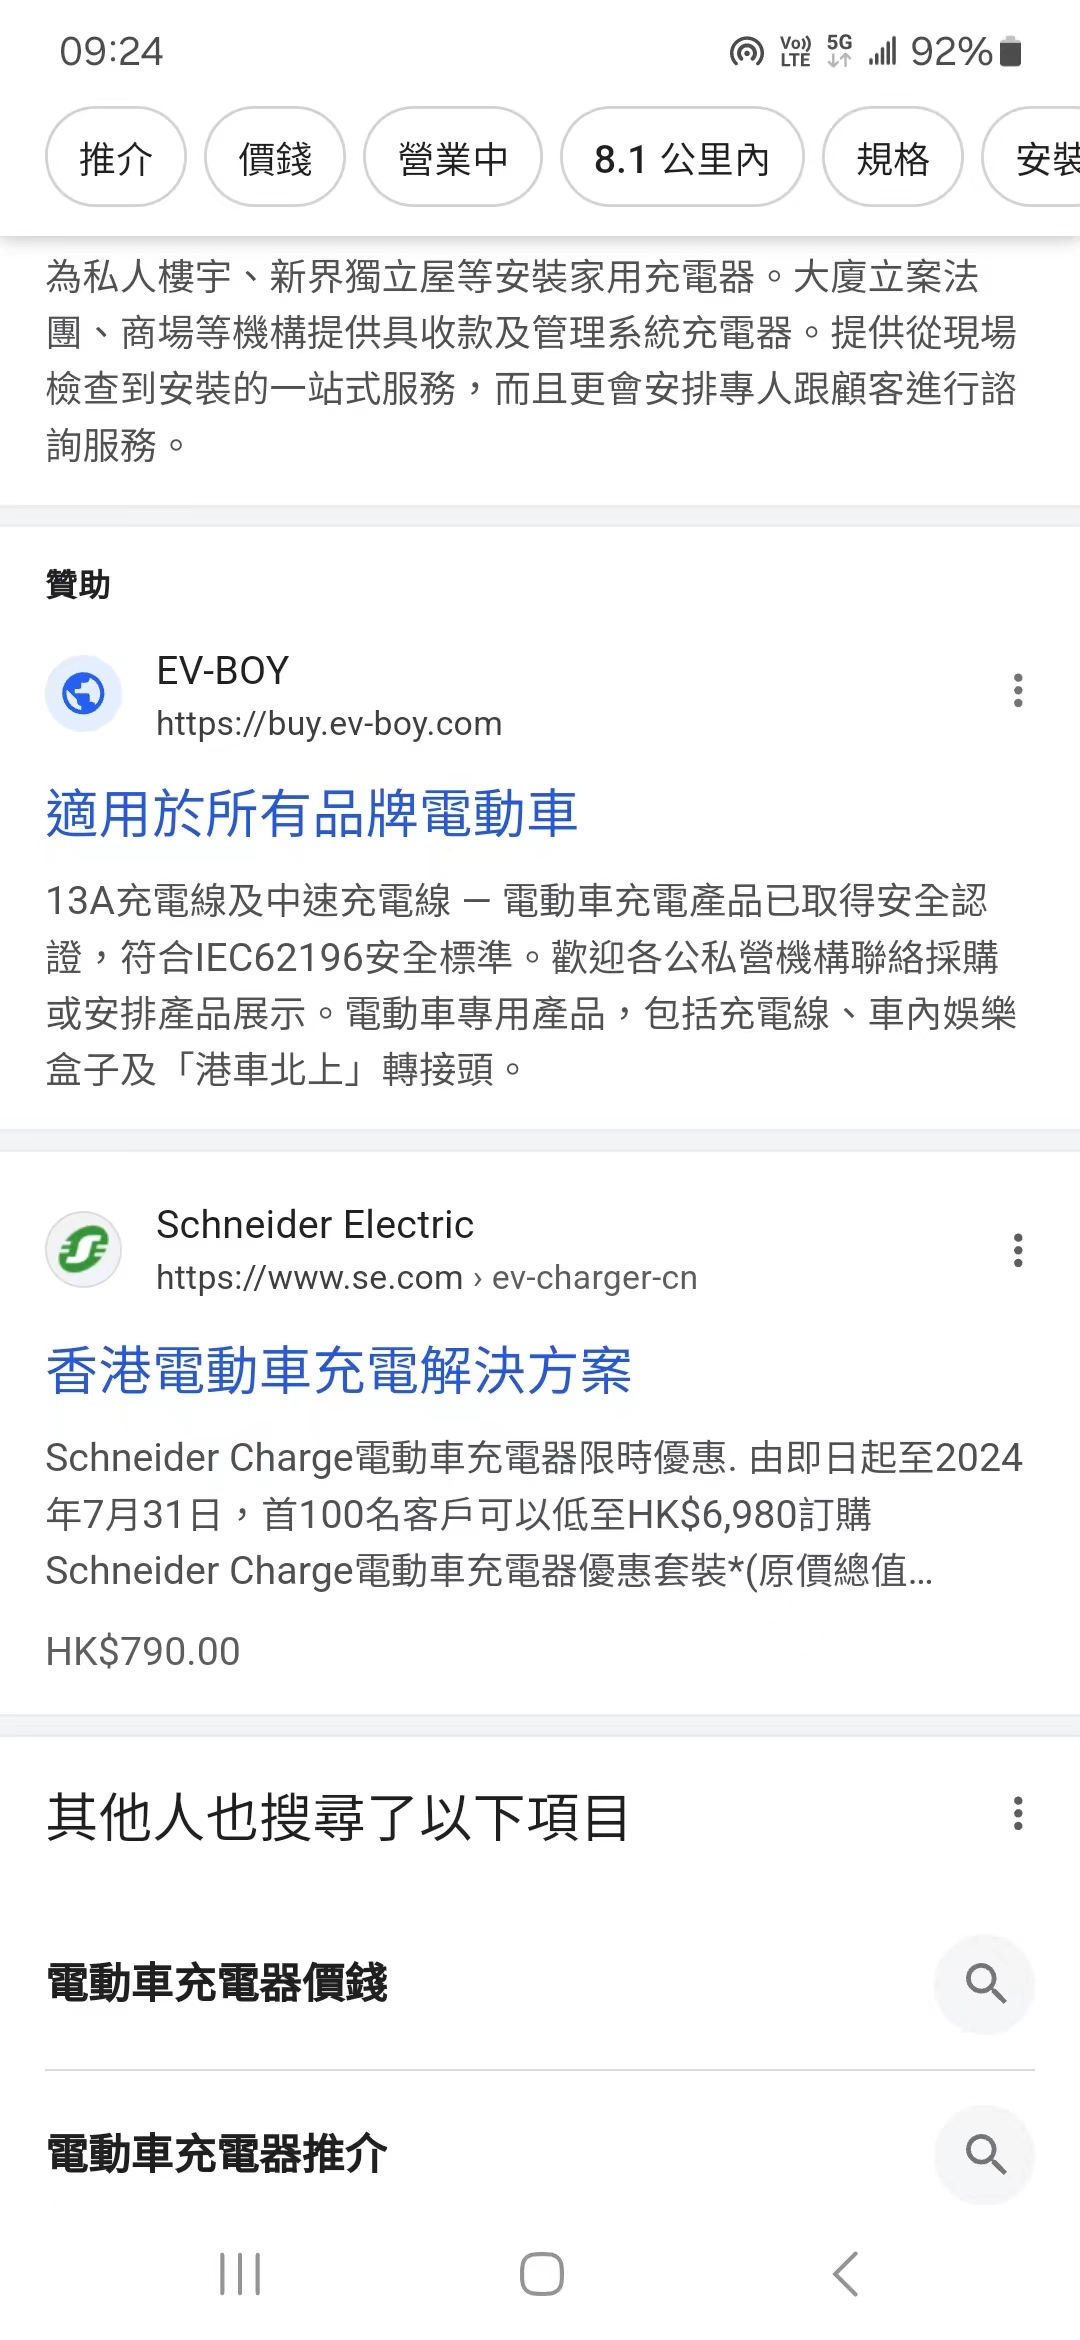 09:24
Vo)) LTE 5G 92%
推介 價錢 營業中 8.1 公里內 規格 安裝
為私人樓宇、新界獨立屋等安裝家用充電器。大廈立案法
團、商場等機構提供具收款及管理系統充電器。提供從現場
檢查到安裝的一站式服務，而且更會安排專人跟顧客進行諮
詢服務。
贊助
EV-BOY
https://buy.ev-boy.com
適用於所有品牌電動車
13A充電線及中速充電線 — 電動車充電產品已取得安全認
證，符合IEC62196安全標準。歡迎各公私營機構聯絡採購
或安排產品展示。電動車專用產品，包括充電線、車內娛樂
盒子及「港車北上」轉接頭。
Schneider Electric
https://www.se.com › ev-charger-cn
香港電動車充電解決方案
Schneider Charge電動車充電器限時優惠. 由即日起至2024
年7月31日，首100名客戶可以低至HK$6,980訂購
Schneider Charge電動車充電器優惠套裝*(原價總值...
HK$790.00
其他人也搜尋了以下項目
電動車充電器價錢
電動車充電器推介